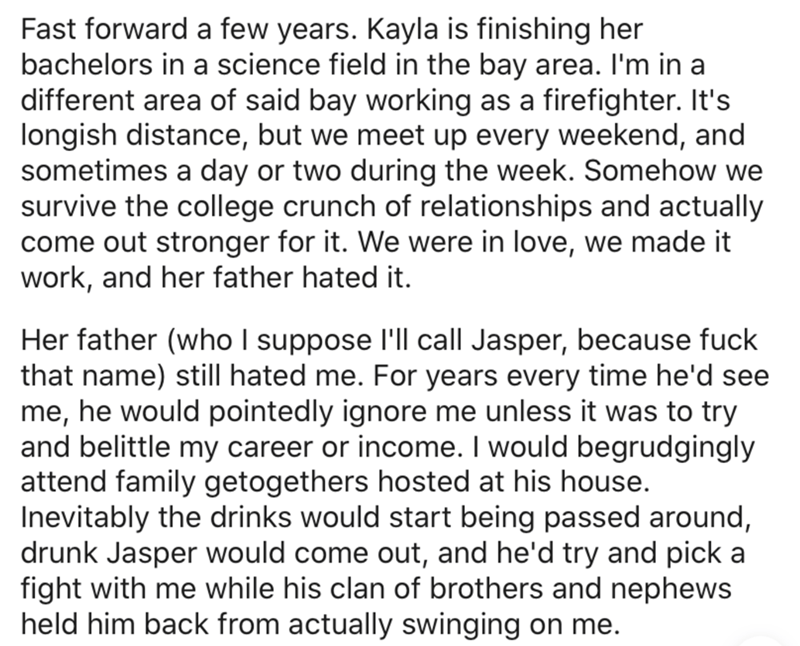 Fast forward a few years. Kayla is finishing her
bachelors in a science field in the bay area. I'm in a
different area of said bay working as a firefighter. It's
longish distance, but we meet up every weekend, and
sometimes a day or two during the week. Somehow we
survive the college crunch of relationships and actually
come out stronger for it. We were in love, we made it
work, and her father hated it.
Her father (who I suppose I'll call Jasper, because fuck
that name) still hated me. For years every time he'd see
me, he would pointedly ignore me unless it was to try
and belittle my career or income. I would begrudgingly
attend family getogethers hosted at his house.
Inevitably the drinks would start being passed around,
drunk Jasper would come out, and he'd try and pick a
fight with me while his clan of brothers and nephews
held him back from actually swinging on me.